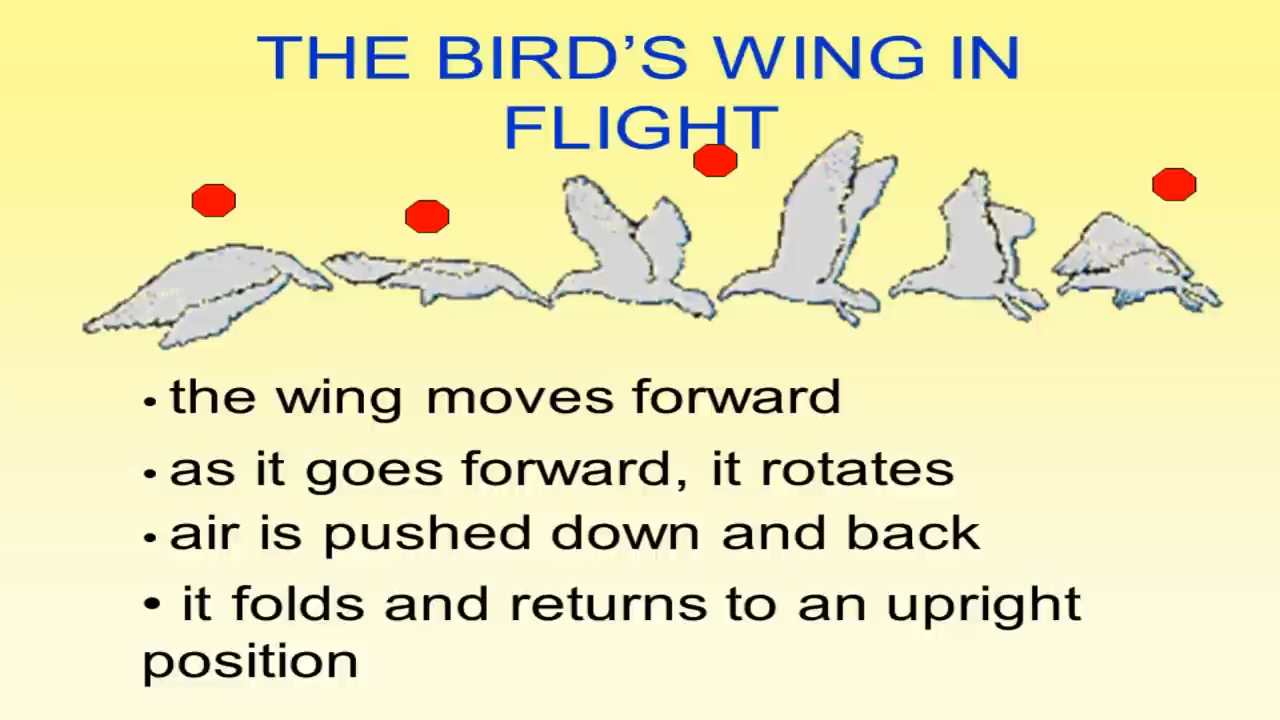 THE BIRD’S WING IN
FLIGHT
• the wing moves forward
• as it goes forward, it rotates
• air is pushed down and back
• it folds and returns to an upright
position